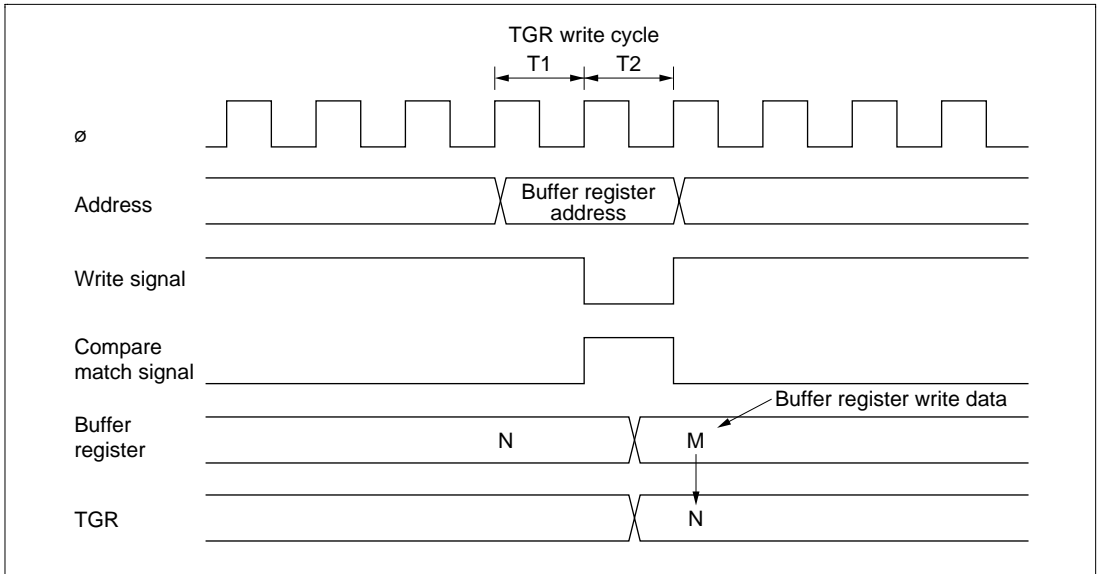 TGR write cycle
T1 T2
ø
Address
Buffer register
address
Write signal
Compare
match signal
Buffer register write data
Buffer
register
N M
TGR
N